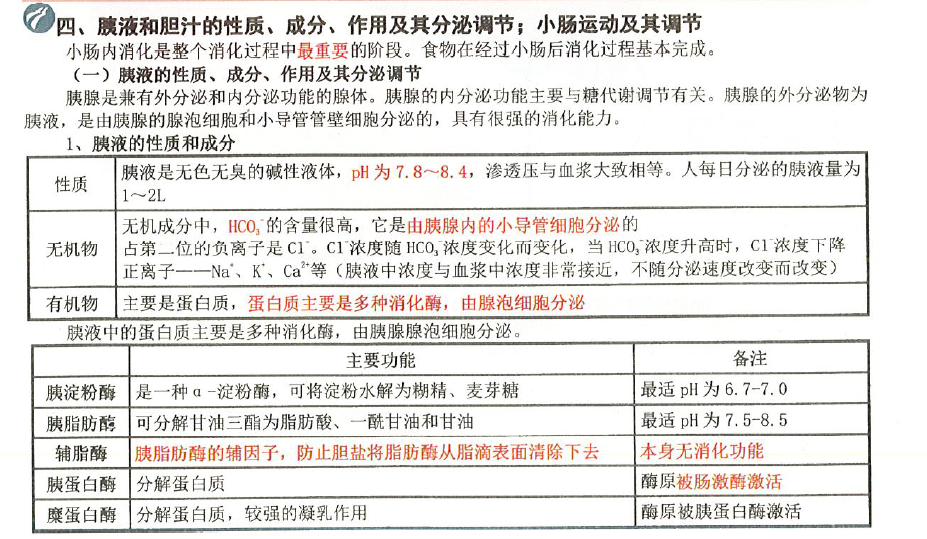 四、胰液和胆汁的性质、成分、作用及其分泌调节；小肠运动及其调节
小肠内消化是整个消化过程中最重要的阶段。食物在经过小肠后消化过程基本完成。
（一）胰液的性质、成分、作用及其分泌调节
胰腺是兼有外分泌和内分泌功能的腺体。胰腺的内分泌功能主要与糖代谢调节有关。胰腺的外分泌物为
胰液，是由胰腺的腺泡细胞和小导管管壁细胞分泌的，具有很强的消化能力。
1、胰液的性质和成分
性质
胰液是无色无臭的碱性液体，pH 为 7.8～8.4，渗透压与血浆大致相等。人每日分泌的胰液量为
1～2L
无机物
无机成分中，HCO₃⁻的含量很高，它是由胰腺内的小导管细胞分泌的
占第二位的负离子是 Cl⁻。Cl⁻浓度随 HCO₃⁻浓度变化而变化，当 HCO₃⁻浓度升高时，Cl⁻浓度下降
正离子——Na⁺、K⁺、Ca²⁺等（胰液中浓度与血浆中浓度非常接近，不随分泌速度改变而改变）
有机物 主要是蛋白质，蛋白质主要是多种消化酶，由腺泡细胞分泌
胰液中的蛋白质主要是多种消化酶，由胰腺腺泡细胞分泌。
主要功能 备注
胰淀粉酶 是一种 α-淀粉酶，可将淀粉水解为糊精、麦芽糖 最适 pH 为 6.7-7.0
胰脂肪酶 可分解甘油三酯为脂肪酸、一酰甘油和甘油 最适 pH 为 7.5-8.5
辅脂酶 胰脂肪酶的辅因子，防止胆盐将脂肪酶从脂滴表面清除下去 本身无消化功能
胰蛋白酶 分解蛋白质 酶原被肠激酶激活
糜蛋白酶 分解蛋白质，较强的凝乳作用 酶原被胰蛋白酶激活